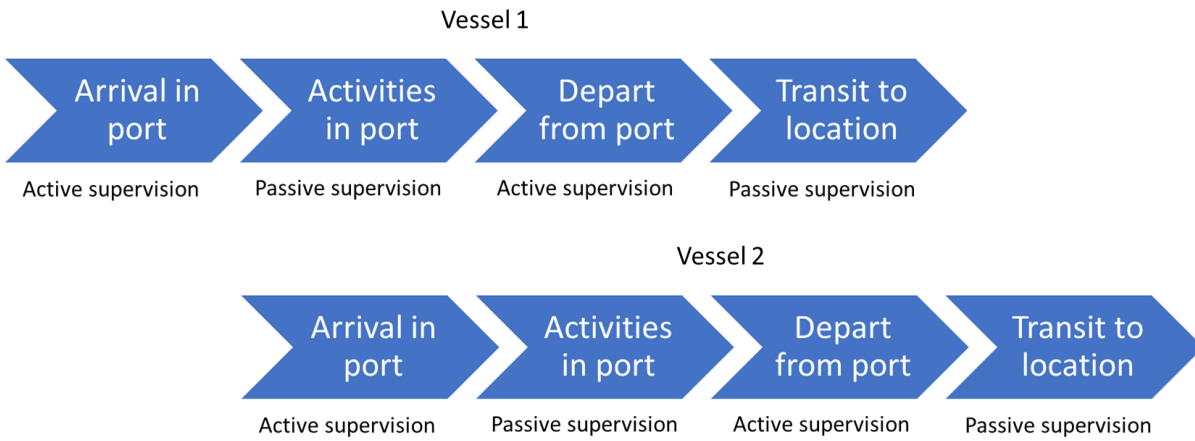 Vessel 1
Arrival in
port
Activities
in port
Depart
from port
Transit to
location
Active supervision
Passive supervision
Active supervision
Passive supervision
Vessel 2
Arrival in
port
Activities
in port
Depart
from port
Transit to
location
Active supervision
Passive supervision
Active supervision
Passive supervision